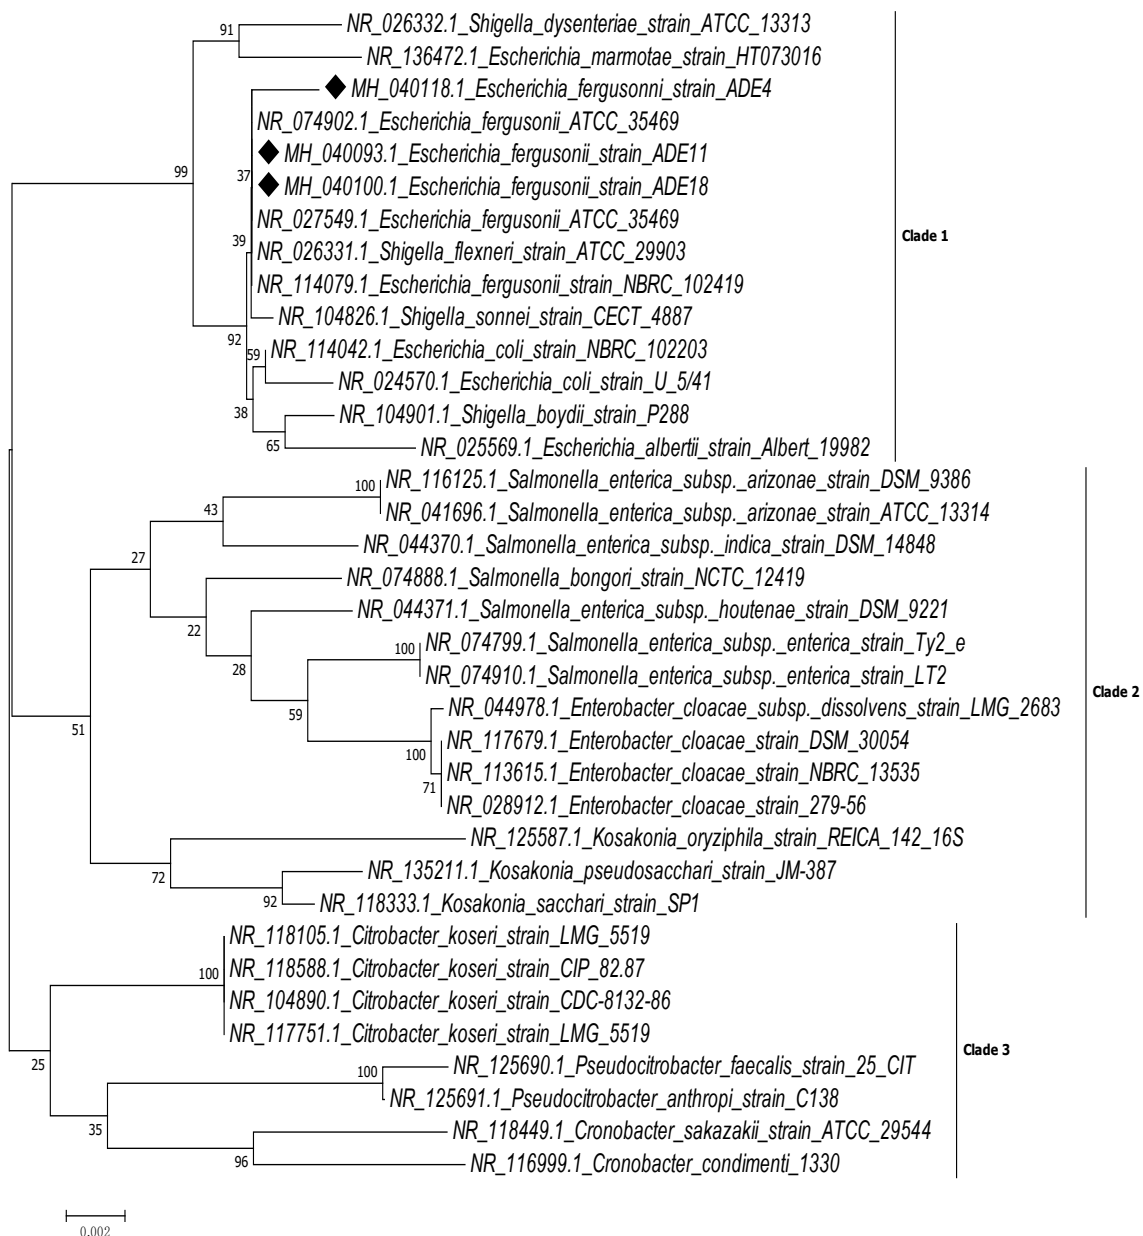 NR_026332.1_Shigella_dysenteriae_strain_ATCC_13313
91
NR_136472.1_Escherichia_marmotae_strain_HT073016
MH_040118.1_Escherichia_fergusonni_strain_ADE4
NR_074902.1_Escherichia_fergusonii_ATCC_35469
MH_040093.1_Escherichia_fergusonii_strain_ADE11
99
37
MH_040100.1_Escherichia_fergusonii_strain_ADE18
NR_027549.1_Escherichia_fergusonii_ATCC_35469
Clade 1
39
NR_026331.1_Shigella_flexneri_strain_ATCC_29903
NR_114079.1_Escherichia_fergusonii_strain_NBRC_102419
NR_104826.1_Shigella_sonnei_strain_CECT_4887
92
59
NR_114042.1_Escherichia_coli_strain_NBRC_102203
NR_024570.1_Escherichia_coli_strain_U_5/41
38
NR_104901.1_Shigella_boydii_strain_P288
65
NR_025569.1_Escherichia_albertii_strain_Albert_19982
NR_116125.1_Salmonella_enterica_subsp._arizonae_strain_DSM_9386
100
NR_041696.1_Salmonella_enterica_subsp._arizonae_strain_ATCC_13314
43
NR_044370.1_Salmonella_enterica_subsp._indica_strain_DSM_14848
27
NR_074888.1_Salmonella_bongori_strain_NCTC_12419
NR_044371.1_Salmonella_enterica_subsp._houtenae_strain_DSM_9221
22
NR_074799.1_Salmonella_enterica_subsp._enterica_strain_Ty2_e
100
28
NR_074910.1_Salmonella_enterica_subsp._enterica_strain_LT2
Clade 2
NR_044978.1_Enterobacter_cloacae_subsp._dissolvens_strain_LMG_2683
59
51
NR_117679.1_Enterobacter_cloacae_strain_DSM_30054
100
NR_113615.1_Enterobacter_cloacae_strain_NBRC_13535
71
NR_028912.1_Enterobacter_cloacae_strain_279-56
NR_125587.1_Kosakonia_oryziphila_strain_REICA_142_16S
NR_135211.1_Kosakonia_pseudosacchari_strain_JM-387
72
92
NR_118333.1_Kosakonia_sacchari_strain_SP1
NR_118105.1_Citrobacter_koseri_strain_LMG_5519
NR_118588.1_Citrobacter_koseri_strain_CIP_82.87
100
NR_104890.1_Citrobacter_koseri_strain_CDC-8132-86
NR_117751.1_Citrobacter_koseri_strain_LMG_5519
Clade 3
25
NR_125690.1_Pseudocitrobacter_faecalis_strain_25_CIT
100
NR_125691.1_Pseudocitrobacter_anthropi_strain_C138
35
NR_118449.1_Cronobacter_sakazakii_strain_ATCC_29544
96
NR_116999.1_Cronobacter_condimenti_1330
0.002